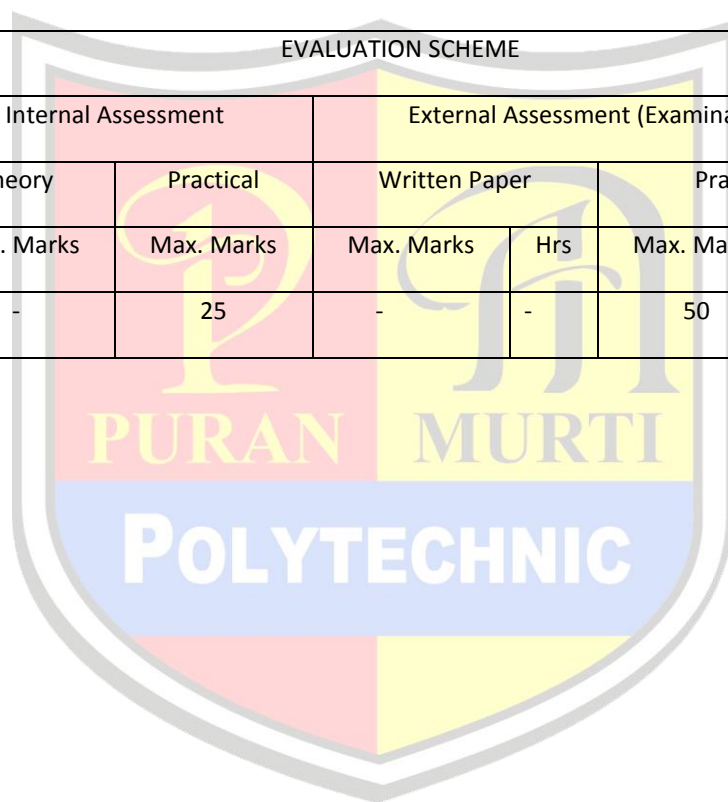 EVALUATION SCHEME
Internal Assessment External Assessment (Examina
heory Practical Written Paper Pra
. Marks Max. Marks Max. Marks Hrs Max. Ma
- 25 - - 50
P M
PURAN MURTI
POLYTECHNIC